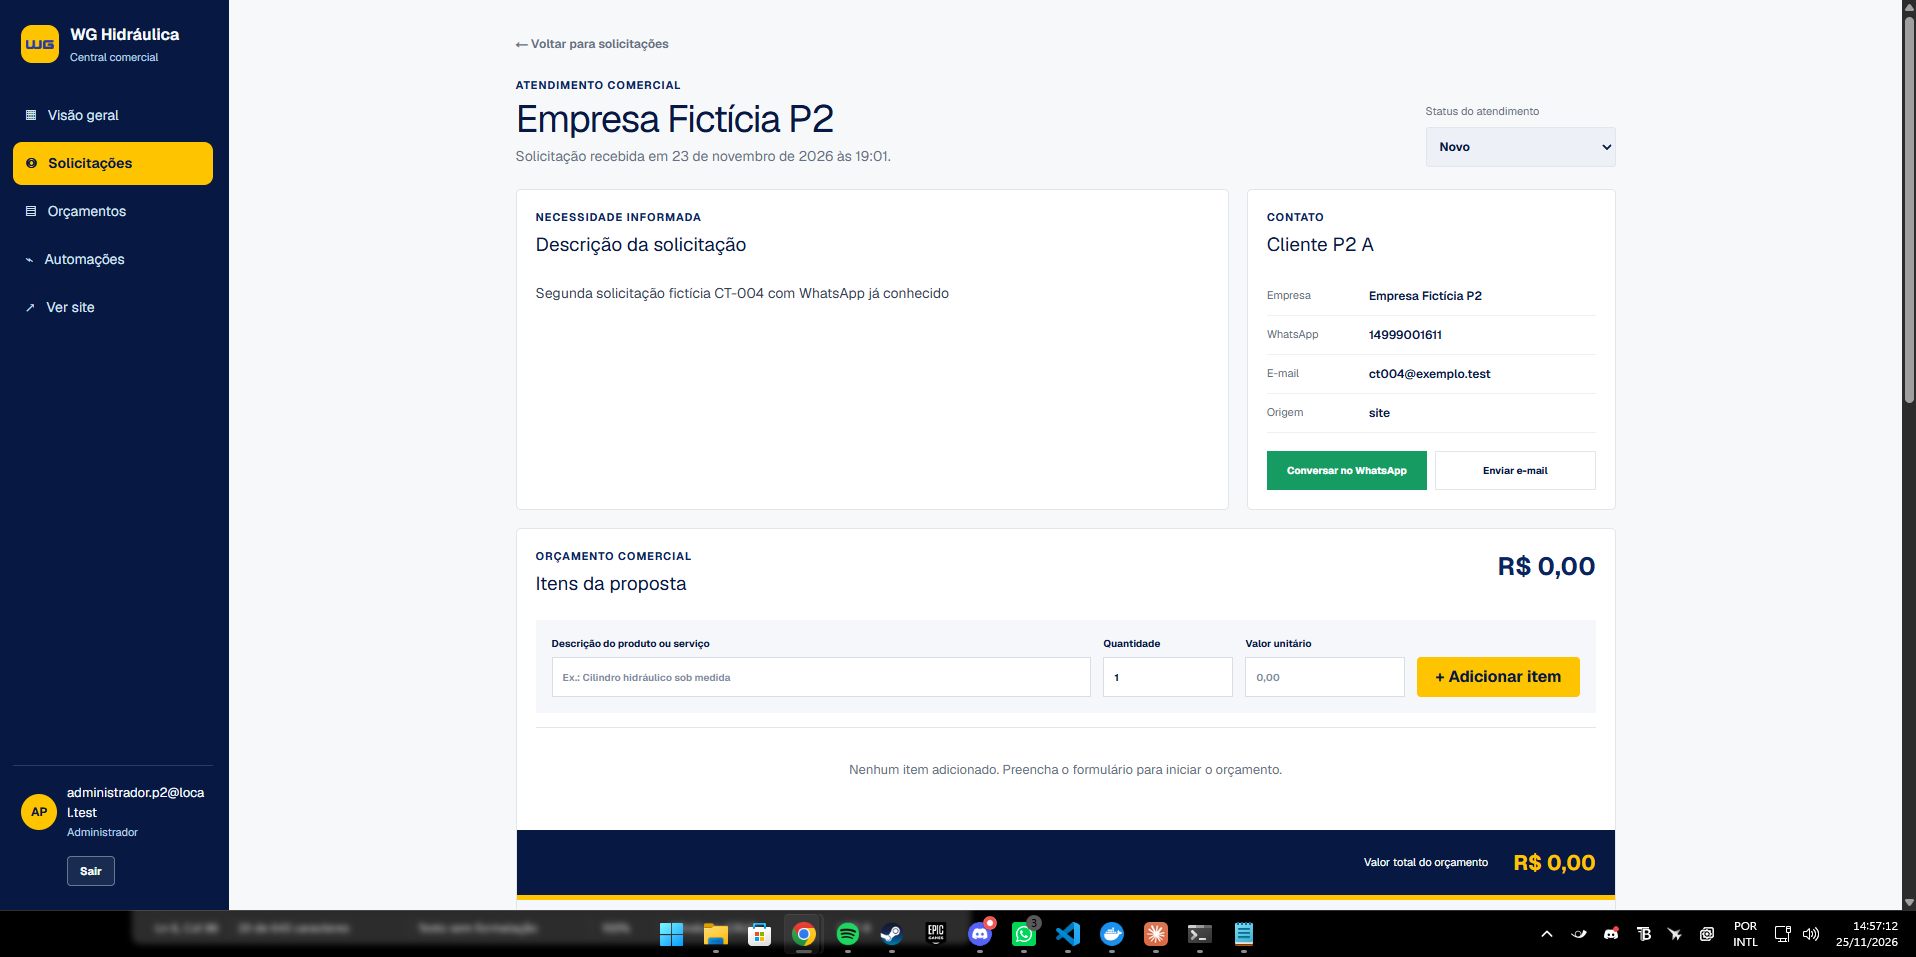 WG
WG Hidráulica
Central comercial
Visão geral
Solicitações
Orçamentos
Automações
Ver site
AP
administrador.p2@loca
l.test
Administrador
Sair
← Voltar para solicitações
ATENDIMENTO COMERCIAL
Empresa Fictícia P2
Solicitação recebida em 23 de novembro de 2026 às 19:01.
Status do atendimento
Novo
NECESSIDADE INFORMADA
Descrição da solicitação
Segunda solicitação fictícia CT-004 com WhatsApp já conhecido
CONTATO
Cliente P2 A
Empresa Empresa Fictícia P2
WhatsApp 14999001611
E-mail ct004@exemplo.test
Origem site
Conversar no WhatsApp Enviar e-mail
ORÇAMENTO COMERCIAL
Itens da proposta
R$ 0,00
Descrição do produto ou serviço Quantidade Valor unitário
Ex.: Cilindro hidráulico sob medida 1 0,00 + Adicionar item
Nenhum item adicionado. Preencha o formulário para iniciar o orçamento.
Valor total do orçamento R$ 0,00
EPIC
GAMES
3
POR
INTL
14:57:12
25/11/2026